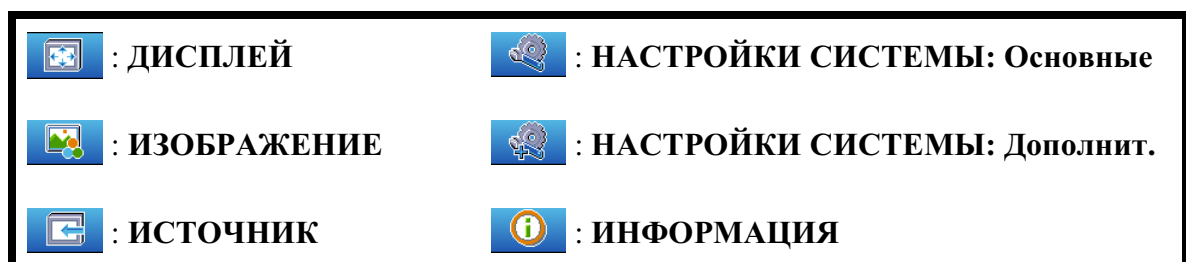 : ДИСПЛЕЙ : НАСТРОЙКИ СИСТЕМЫ: Основные
: ИЗОБРАЖЕНИЕ : НАСТРОЙКИ СИСТЕМЫ: Дополнит.
: ИСТОЧНИК : ИНФОРМАЦИЯ